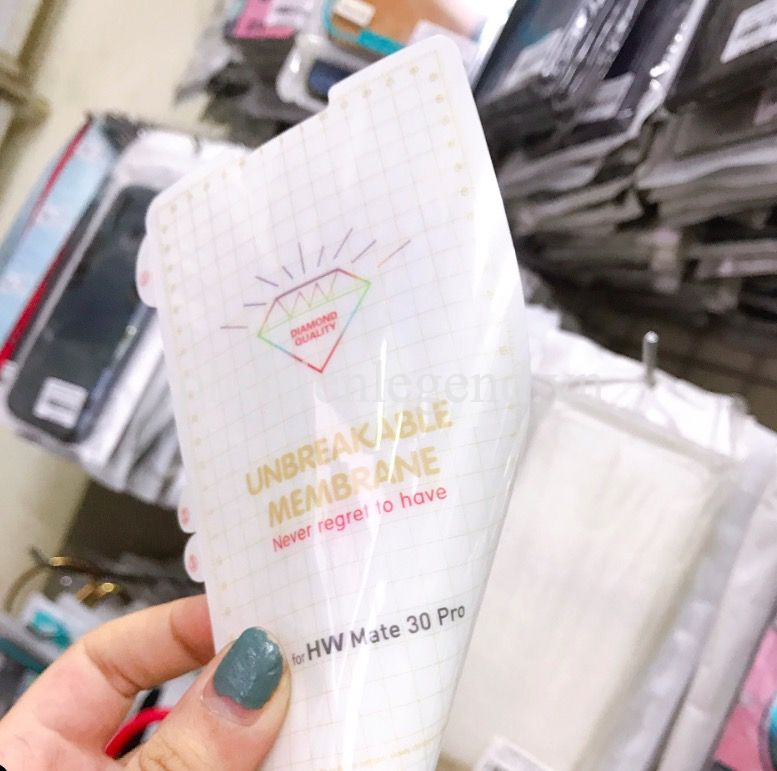 DIAMOND
QUALITY
UNBREAKABLE
MEMBRANE
Never regret to have
for HW Mate 30 Pro